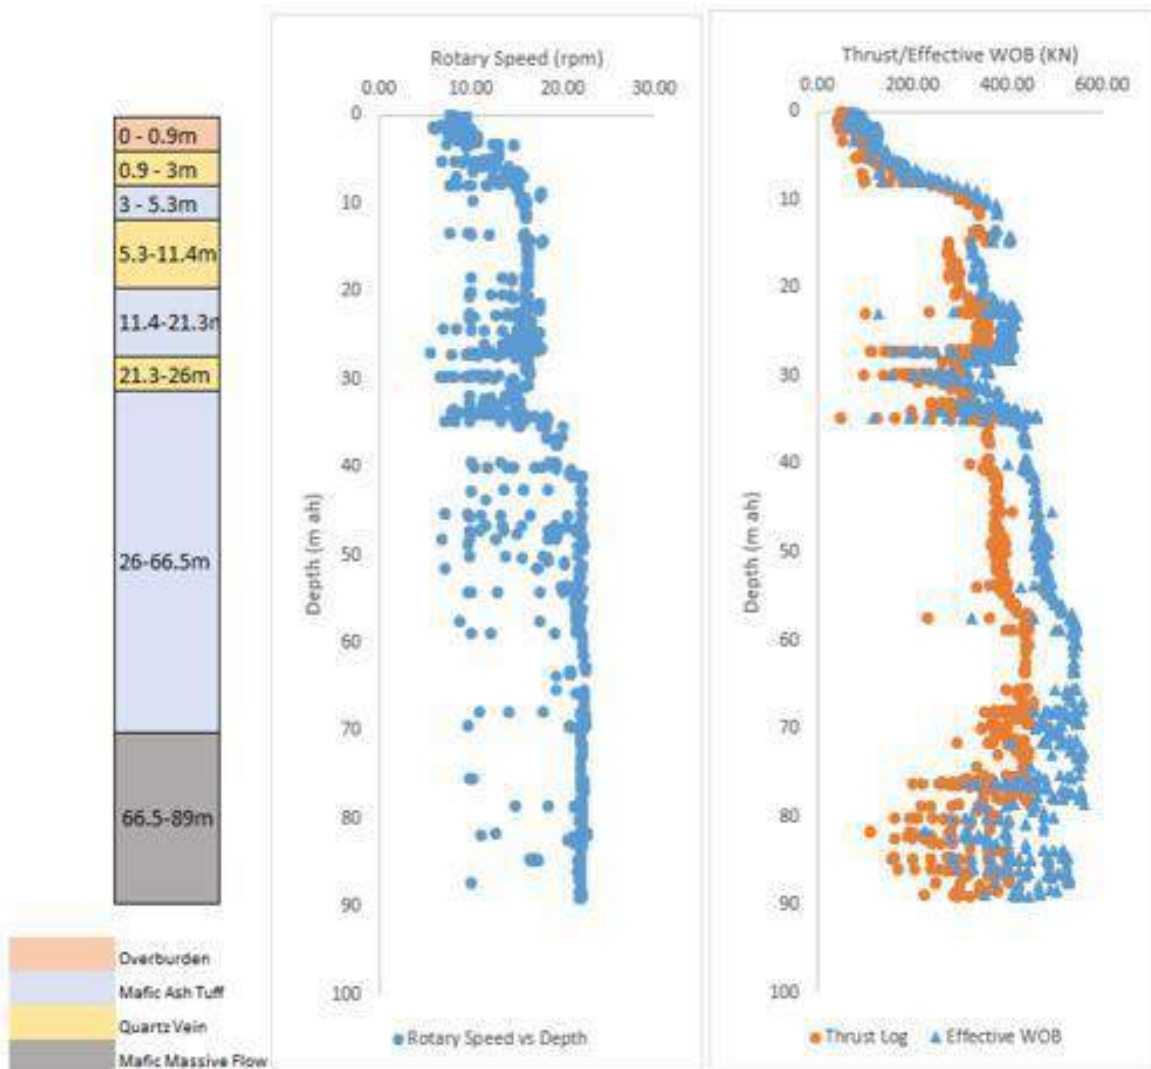 0 - 0.9m
0.9 - 3m
3 - 5.3m
5.3-11.4m
11.4-21.3m
21.3-26m
26-66.5m
66.5-89m
Overburden
Mafic Ash Tuff
Quartz Vein
Mafic Massive Flow
Rotary Speed (rpm)
0.00 10.00 20.00 30.00
0
10
20
30
40
50
60
70
80
90
100
Depth (m ah)
Rotary Speed vs Depth
Thrust/Effective WOB (KN)
0.00 200.00 400.00 600.00
0
10
20
30
40
50
60
70
80
90
100
Depth (m ah)
Thrust Log Effective WOB